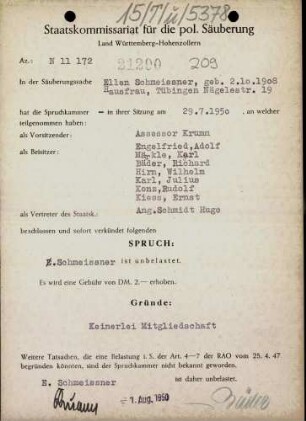 15/T/ü/5378
Staatskommissariat für die pol. Säuberung
Land Württemberg-Hohenzollern
Az.: N 11 172 209
In der Säuberungssache Ellen Schmeissner, geb. 2.10.1908
Hausfrau, Tübingen Nägelestr. 19
hat die Spruchkammer — in ihrer Sitzung am 29.7.1950 , an welcher
teilgenommen haben:
als Vorsitzender: Assessor Krumm
als Beisitzer: Engelfried,Adolf
Mäkle, Karl
Bäder, Richard
Hirn, Wilhelm
Karl, Julius
Konz,Rudolf
Kiess, Ernst
als Vertreter des Staatsk.: Ang.Schmidt Hugo
beschlossen und sofort verkündet folgenden
SPRUCH:
E.Schmeissner ist unbelastet.
Es wird eine Gebühr von DM. 2.— erhoben.
Gründe:
Keinerlei Mitgliedschaft
Weitere Tatsachen, die eine Belastung i. S. der Art. 4—7 der RAO vom 25. 4. 47
begründen können, sind der Spruchkammer nicht bekannt geworden.
E. Schmeissner ist daher unbelastet.
1. AUG. 1950